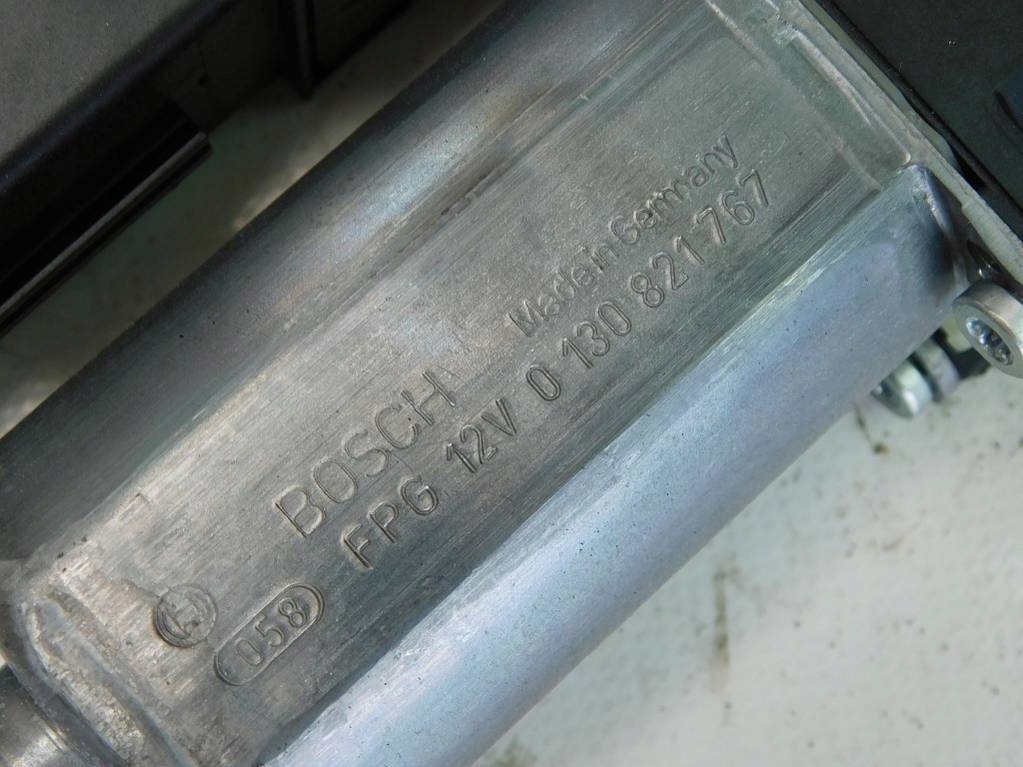 Made in Germany
BOSCH
FPG 12V 0 130 821 767
058